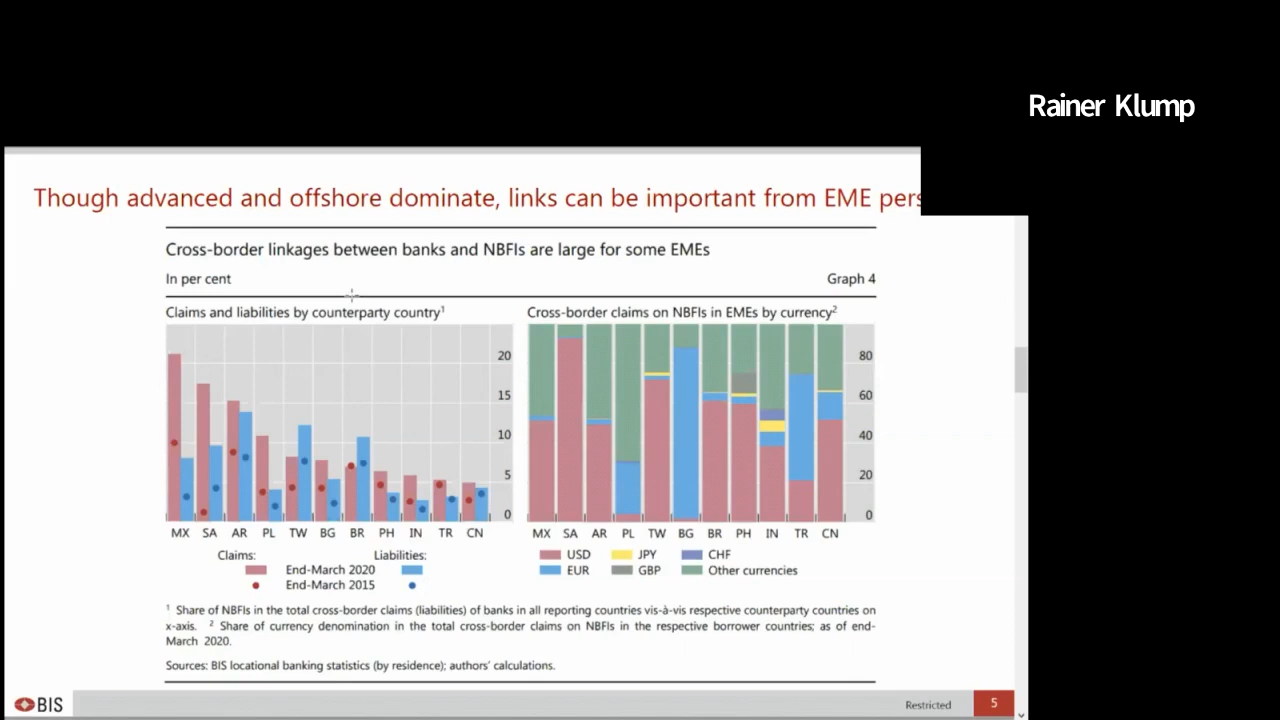 Rainer Klump
Though advanced and offshore dominate, links can be important from EME pers
Cross-border linkages between banks and NBFIs are large for some EMEs
In per cent
Graph 4
Claims and liabilities by counterparty country1
20
15
10
5
0
MX SA AR PL TW BG BR PH IN TR CN
Claims: Liabilities:
End-March 2020
End-March 2015
Cross-border claims on NBFIs in EMEs by currency2
80
60
40
20
0
MX SA AR PL TW BG BR PH IN TR CN
USD JPY CHF
EUR GBP Other currencies
1 Share of NBFIs in the total cross-border claims (liabilities) of banks in all reporting countries vis-à-vis respective counterparty countries on
x-axis. 2 Share of currency denomination in the total cross-border claims on NBFIs in the respective borrower countries; as of end-
March 2020.
Sources: BIS locational banking statistics (by residence); authors' calculations.
BIS
Restricted
5